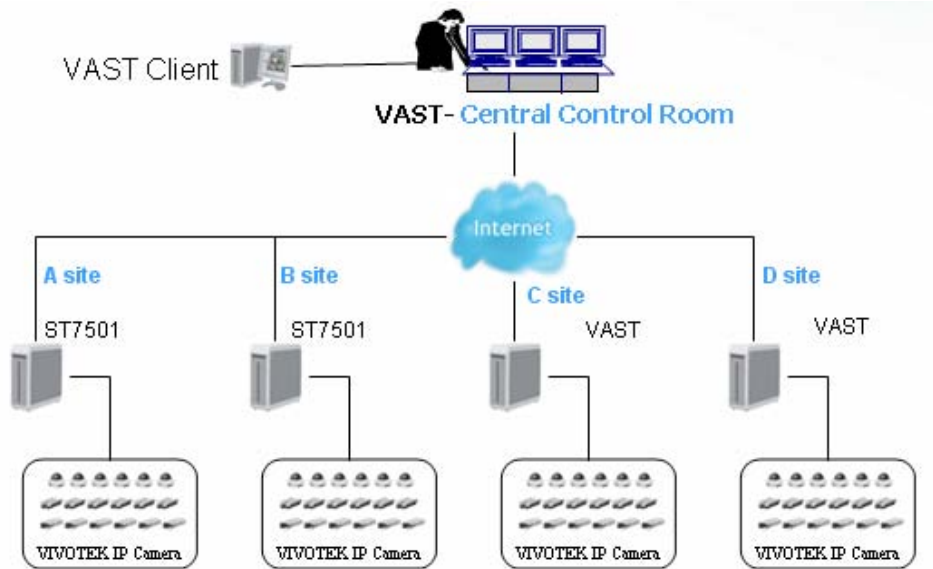 VAST Client
VAST- Central Control Room
Internet
A site
B site
C site
D site
ST7501
ST7501
VAST
VAST
VIVOTEK IP Camera
VIVOTEK IP Camera
VIVOTEK IP Camera
VIVOTEK IP Camera